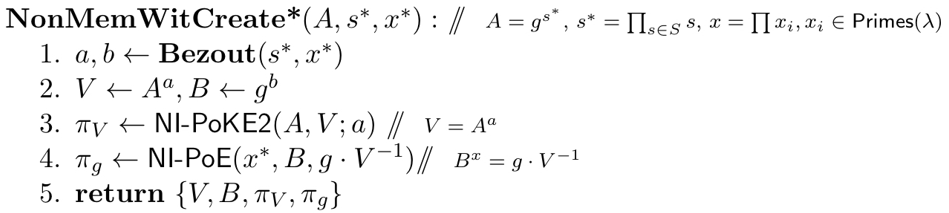 NonMemWitCreate*(A, s*, x*) : // A = g^{s*}, s* = ∏_{s∈S} s, x = ∏ x_i, x_i ∈ Primes(λ)
1. a, b ← Bezout(s*, x*)
2. V ← A^a, B ← g^b
3. π_V ← NI-PoKE2(A, V; a) // V = A^a
4. π_g ← NI-PoE(x*, B, g · V^{-1})// B^x = g · V^{-1}
5. return {V, B, π_V, π_g}